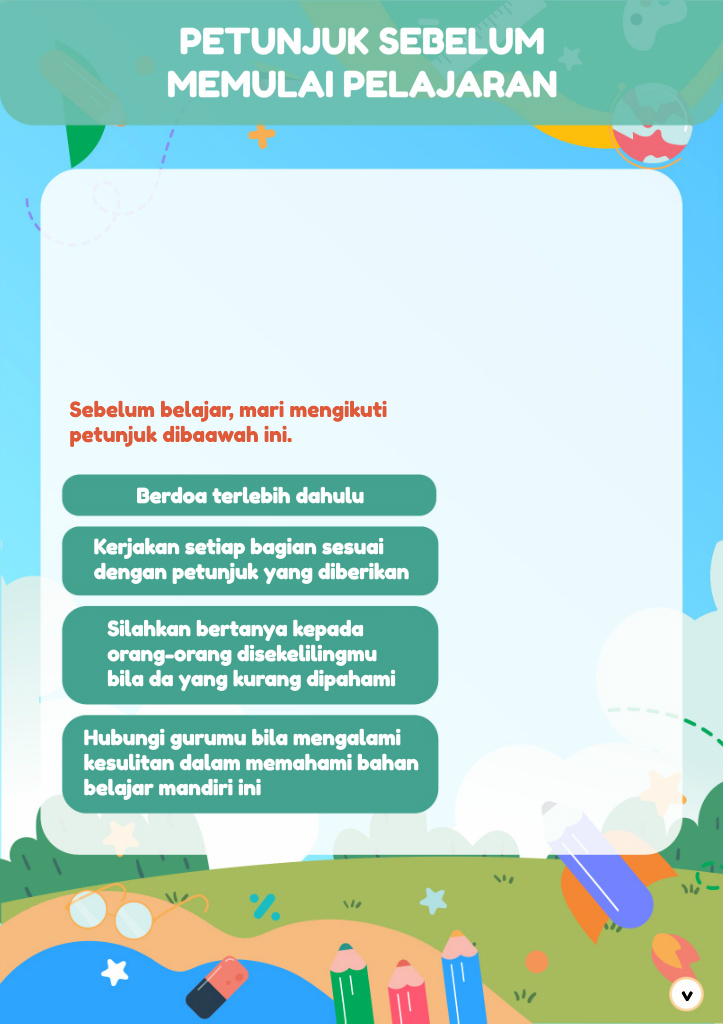 PETUNJUK SEBELUM
MEMULAI PELAJARAN
Sebelum belajar, mari mengikuti
petunjuk dibaawah ini.
Berdoa terlebih dahulu
Kerjakan setiap bagian sesuai
dengan petunjuk yang diberikan
Silahkan bertanya kepada
orang-orang disekelilingmu
bila da yang kurang dipahami
Hubungi gurumu bila mengalami
kesulitan dalam memahami bahan
belajar mandiri ini
v